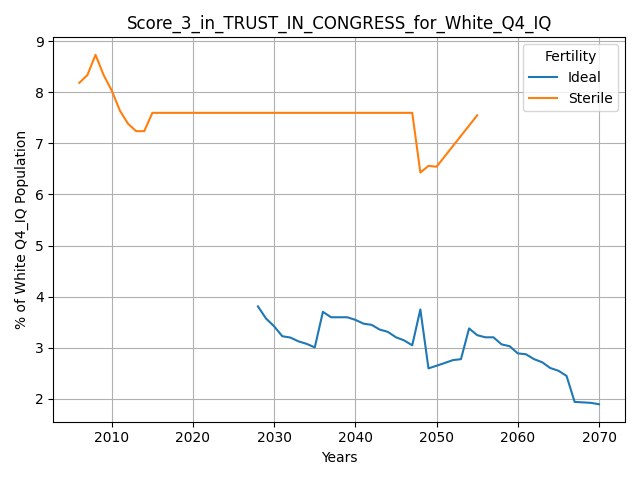 Score_3_in_TRUST_IN_CONGRESS_for_White_Q4_IQ
% of White Q4_IQ Population
9
8
7
6
5
4
3
2
Fertility
Ideal
Sterile
2010 2020 2030 2040 2050 2060 2070
Years